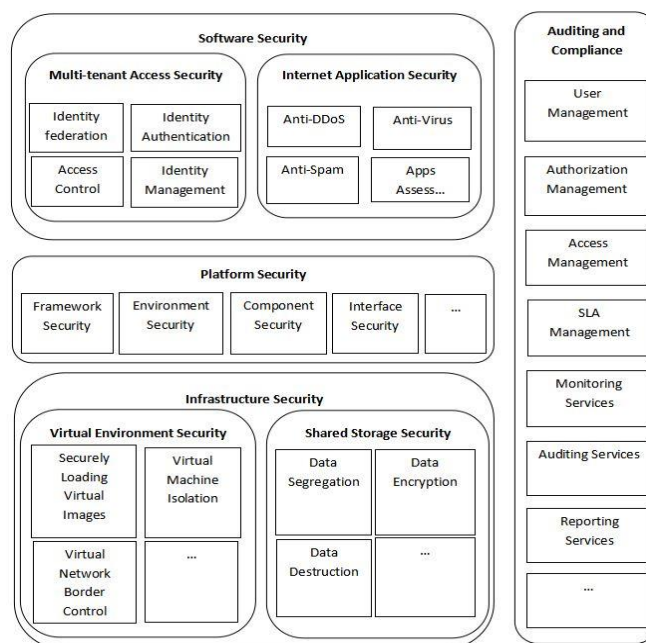 Software Security
Multi-tenant Access Security
Identity
federation
Identity
Authentication
Access
Control
Identity
Management
Internet Application Security
Anti-DDoS
Anti-Virus
Anti-Spam
Apps
Assess...
Platform Security
Framework
Security
Environment
Security
Component
Security
Interface
Security
...
Infrastructure Security
Virtual Environment Security
Securely
Loading
Virtual
Images
Virtual
Machine
Isolation
Virtual
Network
Border
Control
...
Shared Storage Security
Data
Segregation
Data
Encryption
Data
Destruction
...
Auditing and
Compliance
User
Management
Authorization
Management
Access
Management
SLA
Management
Monitoring
Services
Auditing Services
Reporting
Services
...